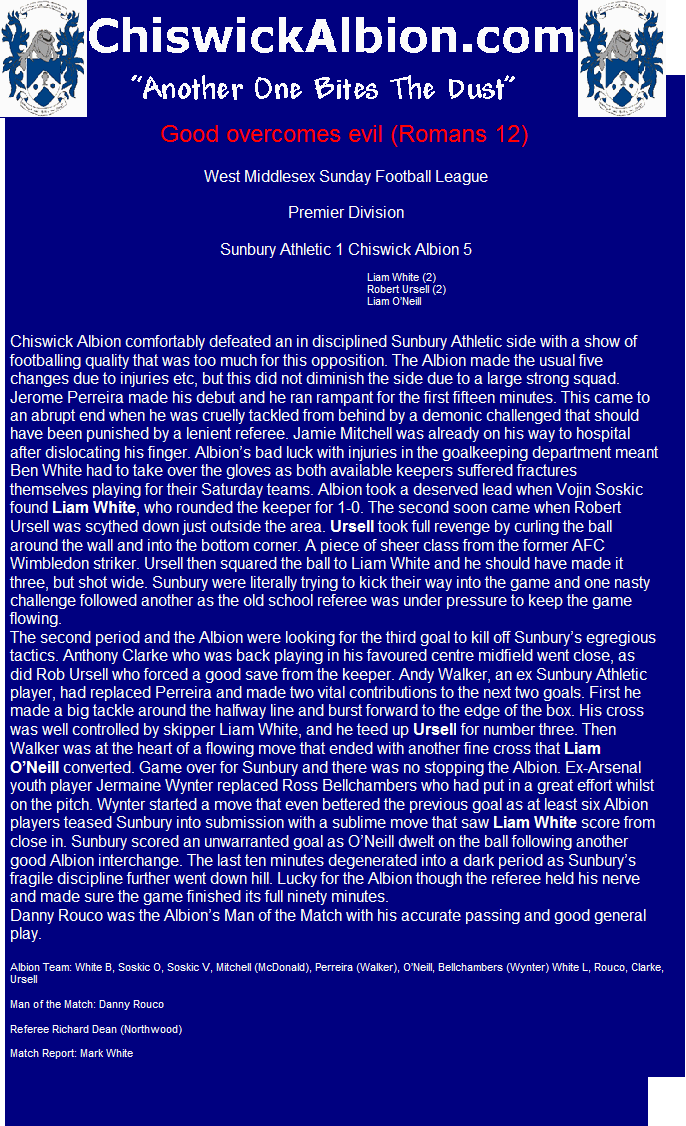 ChiswickAlbion.com
"Another One Bites The Dust"
Good overcomes evil (Romans 12)
West Middlesex Sunday Football League
Premier Division
Sunbury Athletic 1 Chiswick Albion 5
Liam White (2)
Robert Ursell (2)
Liam O'Neill
Chiswick Albion comfortably defeated an in disciplined Sunbury Athletic side with a show of
footballing quality that was too much for this opposition. The Albion made the usual five
changes due to injuries etc, but this did not diminish the side due to a large strong squad.
Jerome Perreira made his debut and he ran rampant for the first fifteen minutes. This came to
an abrupt end when he was cruelly tackled from behind by a demonic challenged that should
have been punished by a lenient referee. Jamie Mitchell was already on his way to hospital
after dislocating his finger. Albion's bad luck with injuries in the goalkeeping department meant
Ben White had to take over the gloves as both available keepers suffered fractures
themselves playing for their Saturday teams. Albion took a deserved lead when Vojin Soskic
found Liam White, who rounded the keeper for 1-0. The second soon came when Robert
Ursell was scythed down just outside the area. Ursell took full revenge by curling the ball
around the wall and into the bottom corner. A piece of sheer class from the former AFC
Wimbledon striker. Ursell then squared the ball to Liam White and he should have made it
three, but shot wide. Sunbury were literally trying to kick their way into the game and one nasty
challenge followed another as the old school referee was under pressure to keep the game
flowing.
The second period and the Albion were looking for the third goal to kill off Sunbury's egregious
tactics. Anthony Clarke who was back playing in his favoured centre midfield went close, as
did Rob Ursell who forced a good save from the keeper. Andy Walker, an ex Sunbury Athletic
player, had replaced Perreira and made two vital contributions to the next two goals. First he
made a big tackle around the halfway line and burst forward to the edge of the box. His cross
was well controlled by skipper Liam White, and he teed up Ursell for number three. Then
Walker was at the heart of a flowing move that ended with another fine cross that Liam
O'Neill converted. Game over for Sunbury and there was no stopping the Albion. Ex-Arsenal
youth player Jermaine Wynter replaced Ross Bellchambers who had put in a great effort whilst
on the pitch. Wynter started a move that even bettered the previous goal as at least six Albion
players teased Sunbury into submission with a sublime move that saw Liam White score from
close in. Sunbury scored an unwarranted goal as O'Neill dwelt on the ball following another
good Albion interchange. The last ten minutes degenerated into a dark period as Sunbury's
fragile discipline further went down hill. Lucky for the Albion though the referee held his nerve
and made sure the game finished its full ninety minutes.
Danny Rouco was the Albion's Man of the Match with his accurate passing and good general
play.
Albion Team: White B, Soskic O, Soskic V, Mitchell (McDonald), Perreira (Walker), O'Neill, Bellchambers (Wynter) White L, Rouco, Clarke,
Ursell
Man of the Match: Danny Rouco
Referee Richard Dean (Northwood)
Match Report: Mark White